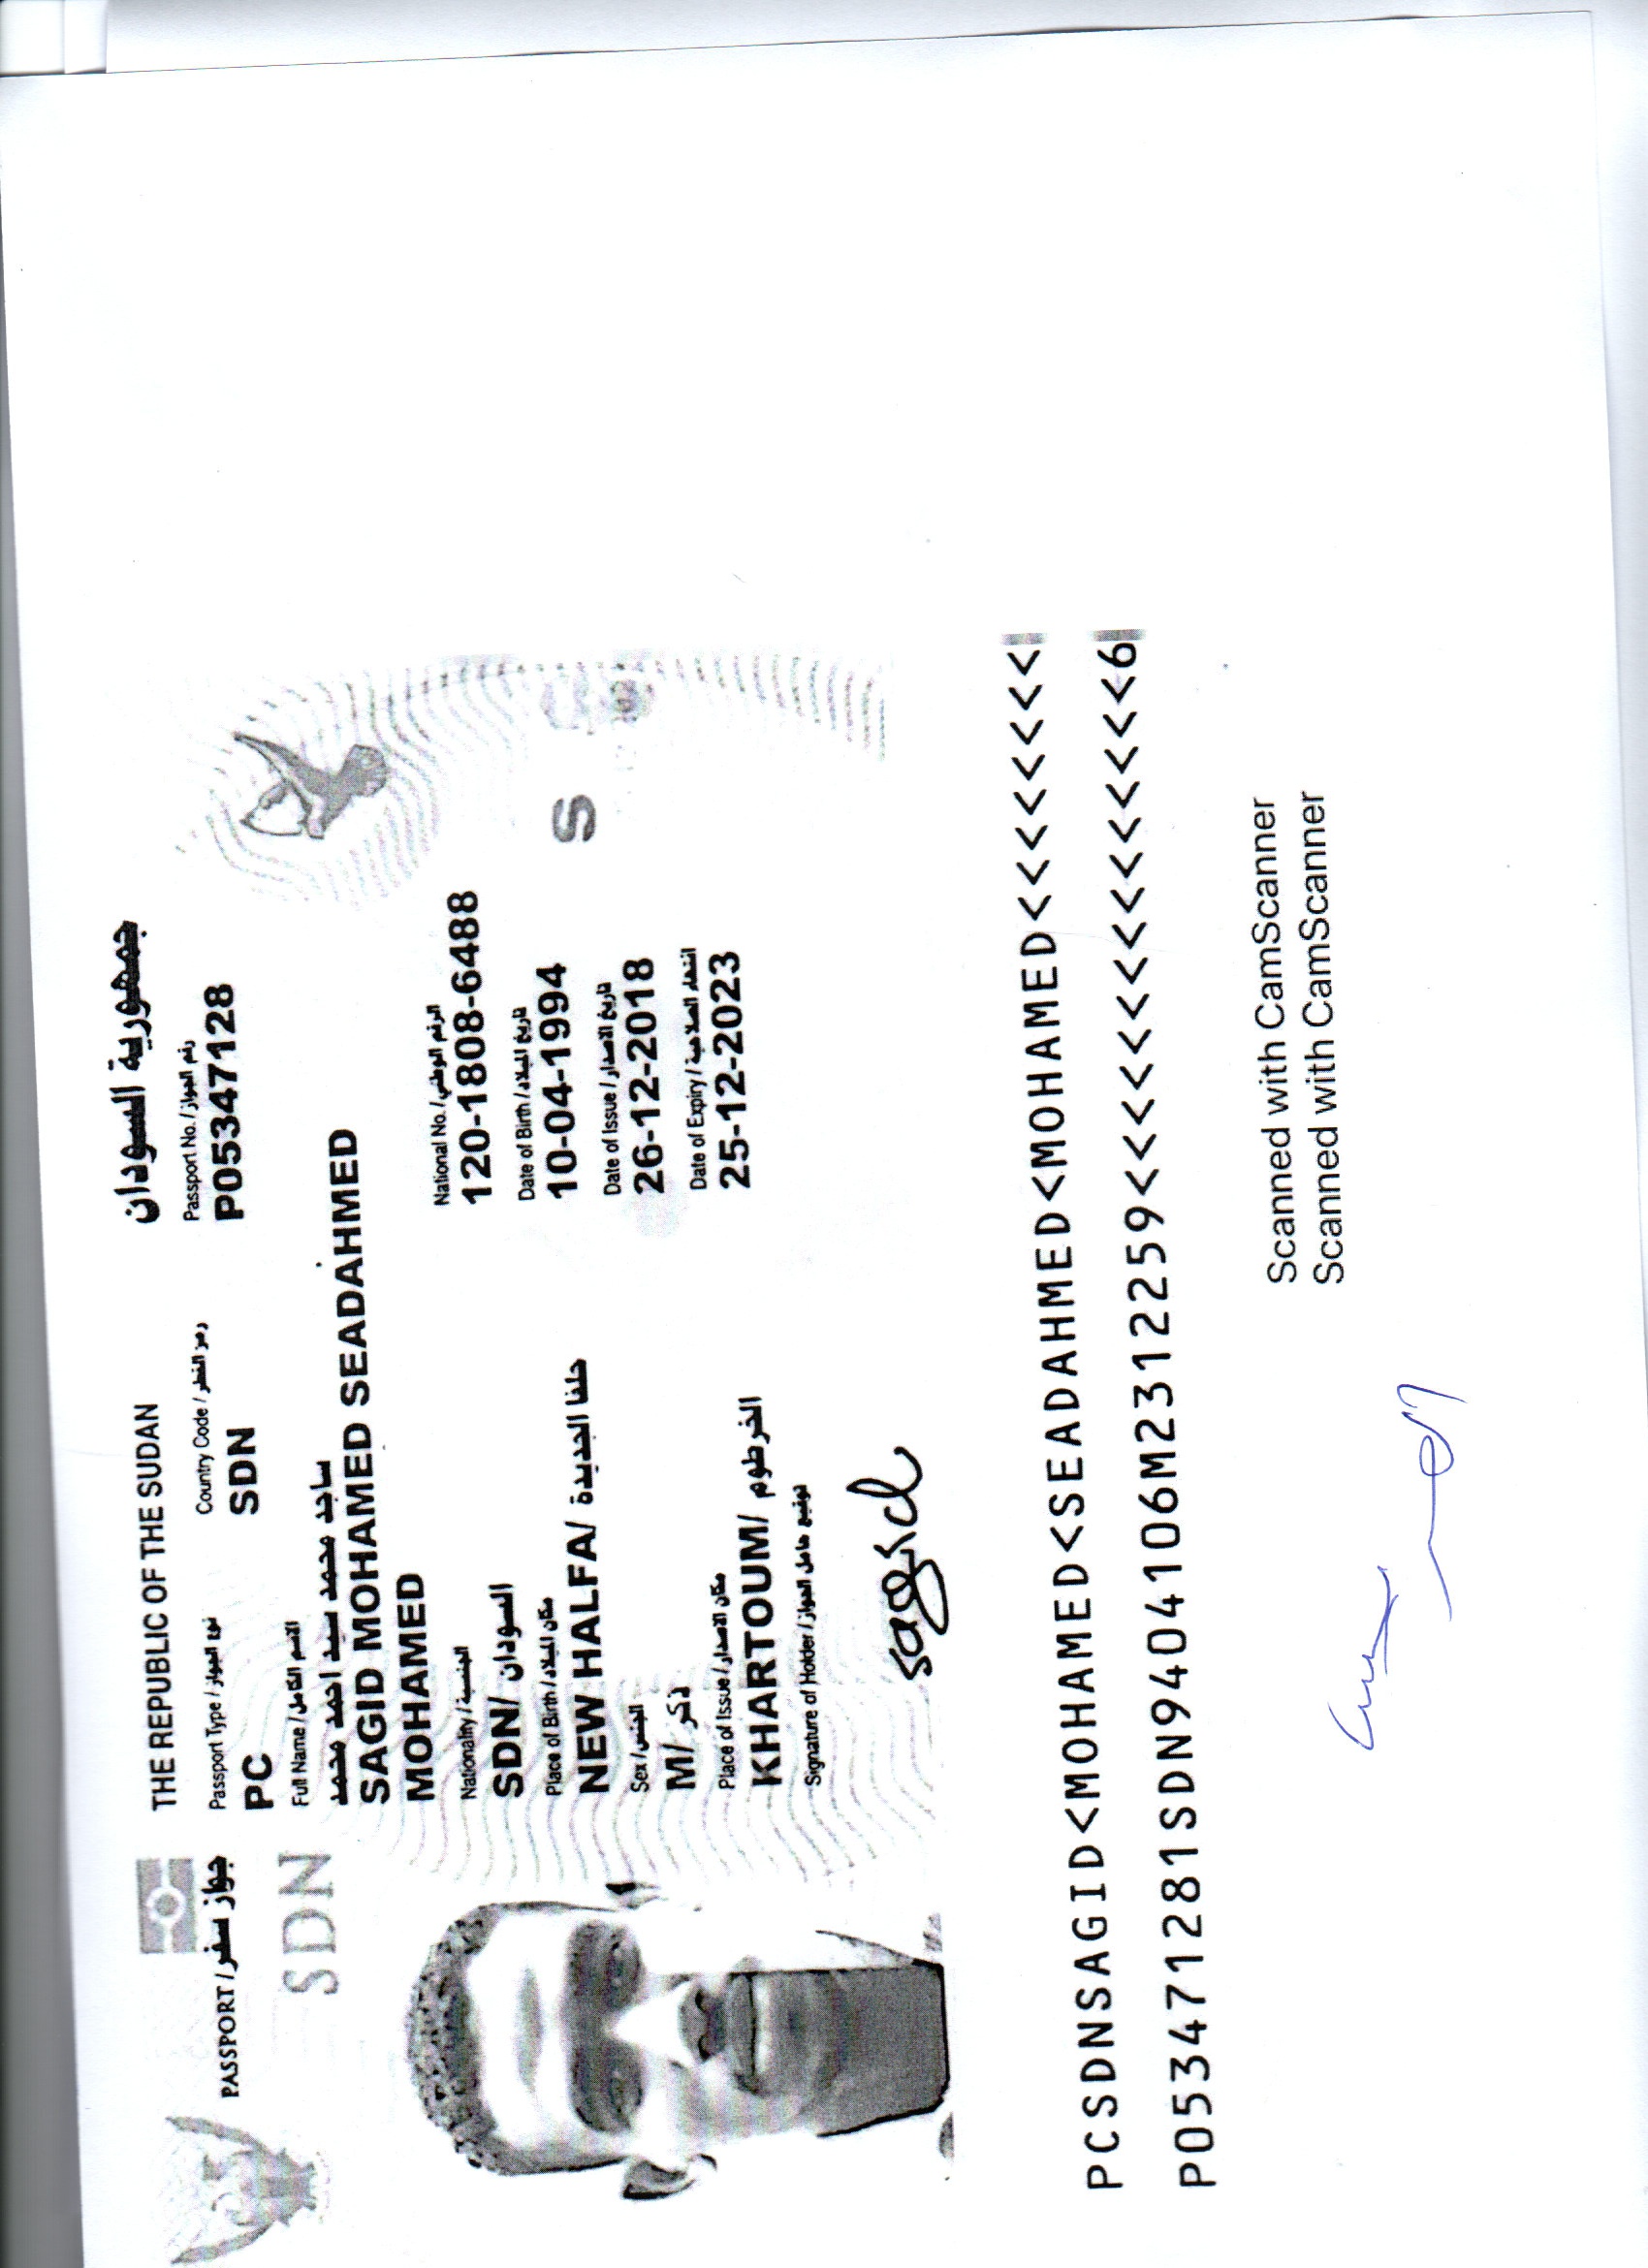 THE REPUBLIC OF THE SUDAN
جمهورية السودان
PASSPORT / جواز سفر
Passport Type / نوع الجواز
Country Code / رمز القطر
Passport No. / رقم الجواز
PC
SDN
P05347128
SDN
Full Name / الاسم الكامل
ساجد محمد سيد احمد محمد
SAGID MOHAMED SEADAHMED
MOHAMED
Nationality / الجنسية
National No. / الرقم الوطني
SDN/ السودان
120-1808-6488
Place of Birth / مكان الميلاد
Date of Birth / تاريخ الميلاد
NEW HALFA/ حلفا الجديدة
10-04-1994
Sex / الجنس
Date of Issue / تاريخ الاصدار
M/ ذكر
26-12-2018
S
Place of Issue / مكان الاصدار
Date of Expiry / انتهاء الصلاحية
KHARTOUM/ الخرطوم
25-12-2023
Signature of Holder / توقيع حامل الجواز
sagid
PCSDNSAGID<MOHAMED<SEADAHMED<MOHAMED<<<<<<<<
P053471281SDN9404106M2312259<<<<<<<<<<<<<<<6
Scanned with CamScanner
Scanned with CamScanner